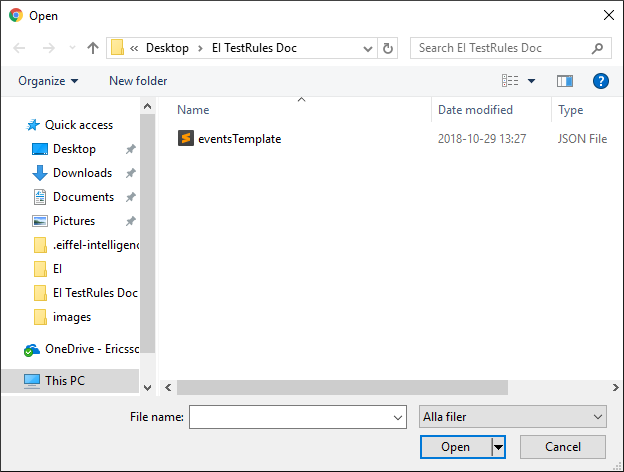 Open
« Desktop > EI TestRules Doc
Search EI TestRules Doc
Organize
New folder
?
Name
Date modified
Type
eventsTemplate
2018-10-29 13:27
JSON File
Quick access
Desktop
Downloads
Documents
Pictures
.eiffel-intelligenc
EI
EI TestRules Doc
images
OneDrive - Ericsso
This PC
File name:
Alla filer
Open
Cancel